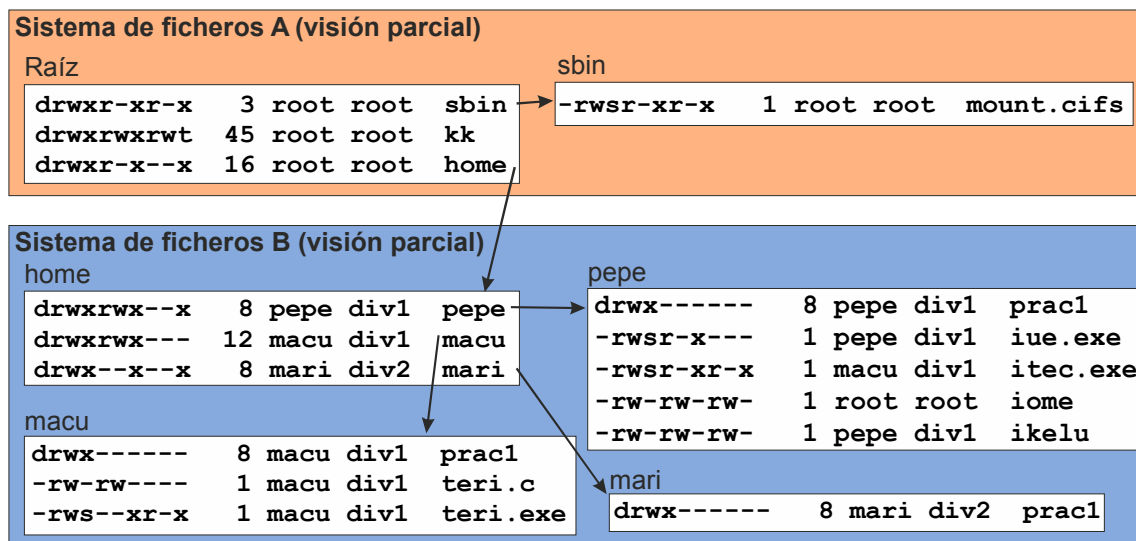 Sistema de ficheros A (visión parcial)
Raíz
drwxr-xr-x 3 root root sbin
drwxrwxrwt 45 root root kk
drwxr-x--x 16 root root home
sbin
-rwsr-xr-x 1 root root mount.cifs
Sistema de ficheros B (visión parcial)
home
drwxrwx--x 8 pepe div1 pepe
drwxrwx--- 12 macu div1 macu
drwx--x--x 8 mari div2 mari
pepe
drwx------ 8 pepe div1 prac1
-rwsr-x--- 1 pepe div1 iue.exe
-rwsr-xr-x 1 macu div1 itec.exe
-rw-rw-rw- 1 root root iome
-rw-rw-rw- 1 pepe div1 ikelu
macu
drwx------ 8 macu div1 prac1
-rw-rw---- 1 macu div1 teri.c
-rws--xr-x 1 macu div1 teri.exe
mari
drwx------ 8 mari div2 prac1